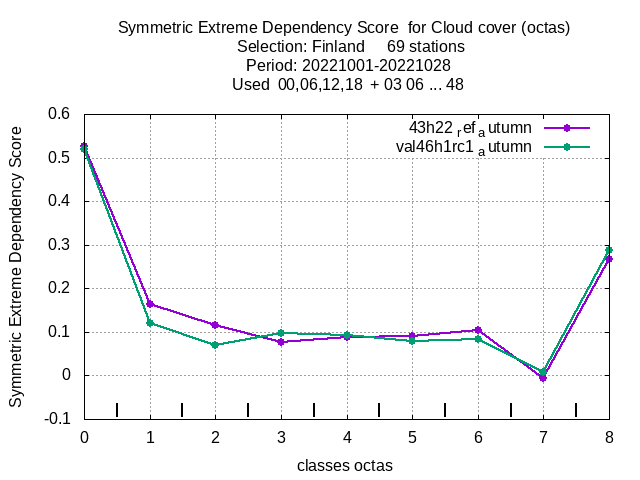 Symmetric Extreme Dependency Score for Cloud cover (octas)
Selection: Finland 69 stations
Period: 20221001-20221028
Used 00,06,12,18 + 03 06 ... 48
43h22 ref autumn
val46h1rc1 autumn
Symmetric Extreme Dependency Score
0.6
0.5
0.4
0.3
0.2
0.1
0
-0.1
0 1 2 3 4 5 6 7 8
classes octas